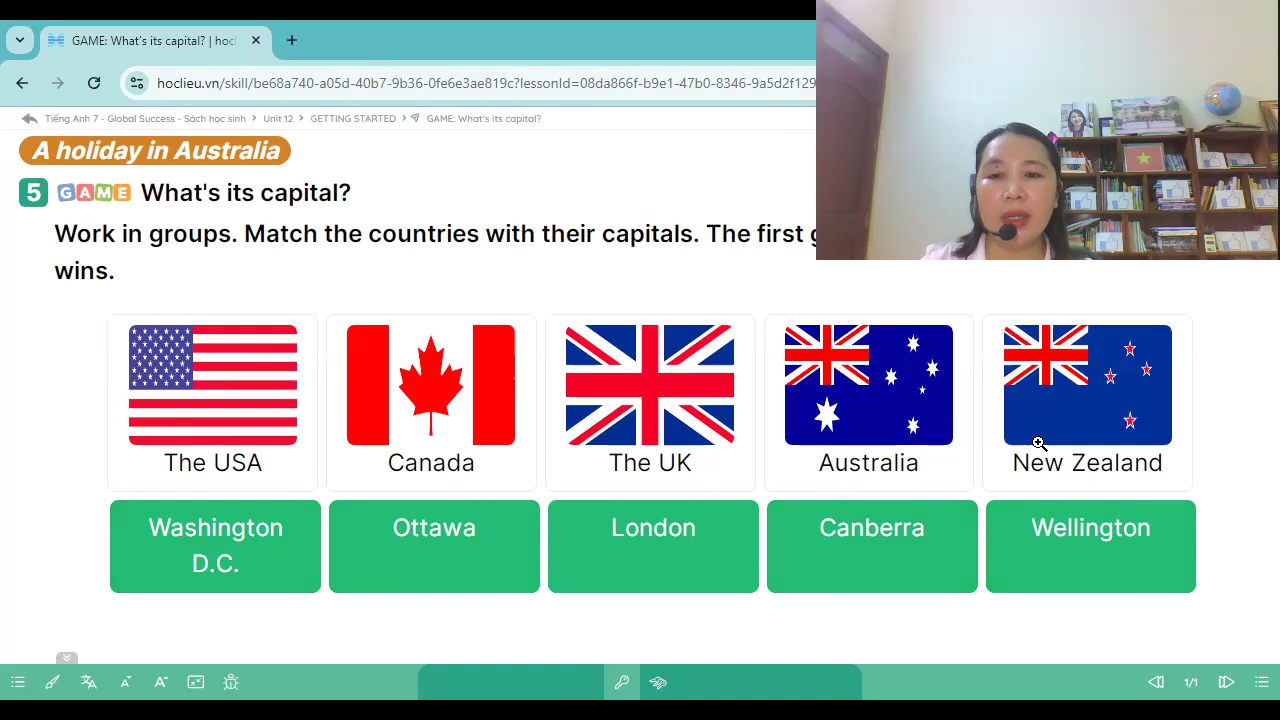 GAME: What's its capital? | hocl
hoclieu.vn/skill/be68a740-a05d-40b7-9b36-0fe6e3ae819c?lessonId=08da866f-b9e1-47b0-8346-9a5d2f129
Tiếng Anh 7 - Global Success - Sách học sinh > Unit 12 > GETTING STARTED > GAME: What's its capital?
A holiday in Australia
5 GAME What's its capital?
Work in groups. Match the countries with their capitals. The first
wins.
The USA
Canada
The UK
Australia
New Zealand
Washington
D.C.
Ottawa
London
Canberra
Wellington
1/1